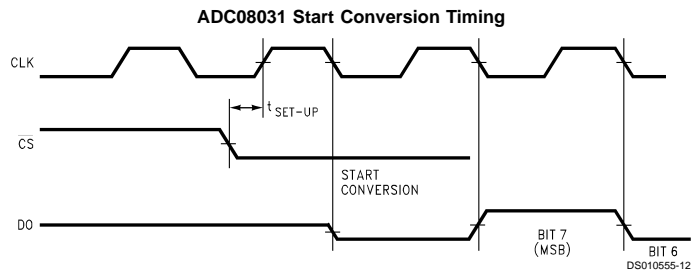 ADC08031 Start Conversion Timing
CLK
t SET-UP
CS
START
CONVERSION
DO
BIT 7
(MSB)
BIT 6
DS010555-12